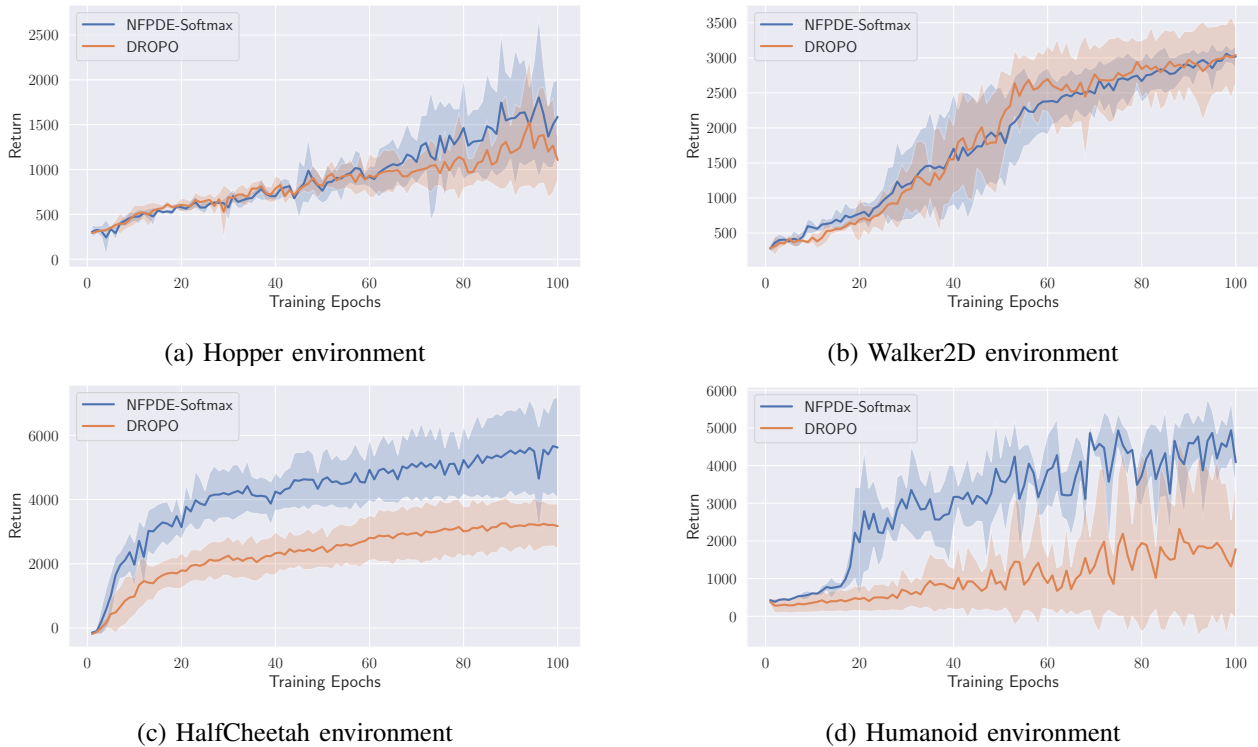 2500
2000
1500
1000
500
0
Return
NFPDE-Softmax
DROPO
0 20 40 60 80 100
Training Epochs
(a) Hopper environment
3500
3000
2500
2000
1500
1000
500
Return
NFPDE-Softmax
DROPO
0 20 40 60 80 100
Training Epochs
(b) Walker2D environment
6000
4000
2000
0
Return
NFPDE-Softmax
DROPO
0 20 40 60 80 100
Training Epochs
(c) HalfCheetah environment
6000
5000
4000
3000
2000
1000
0
Return
NFPDE-Softmax
DROPO
0 20 40 60 80 100
Training Epochs
(d) Humanoid environment